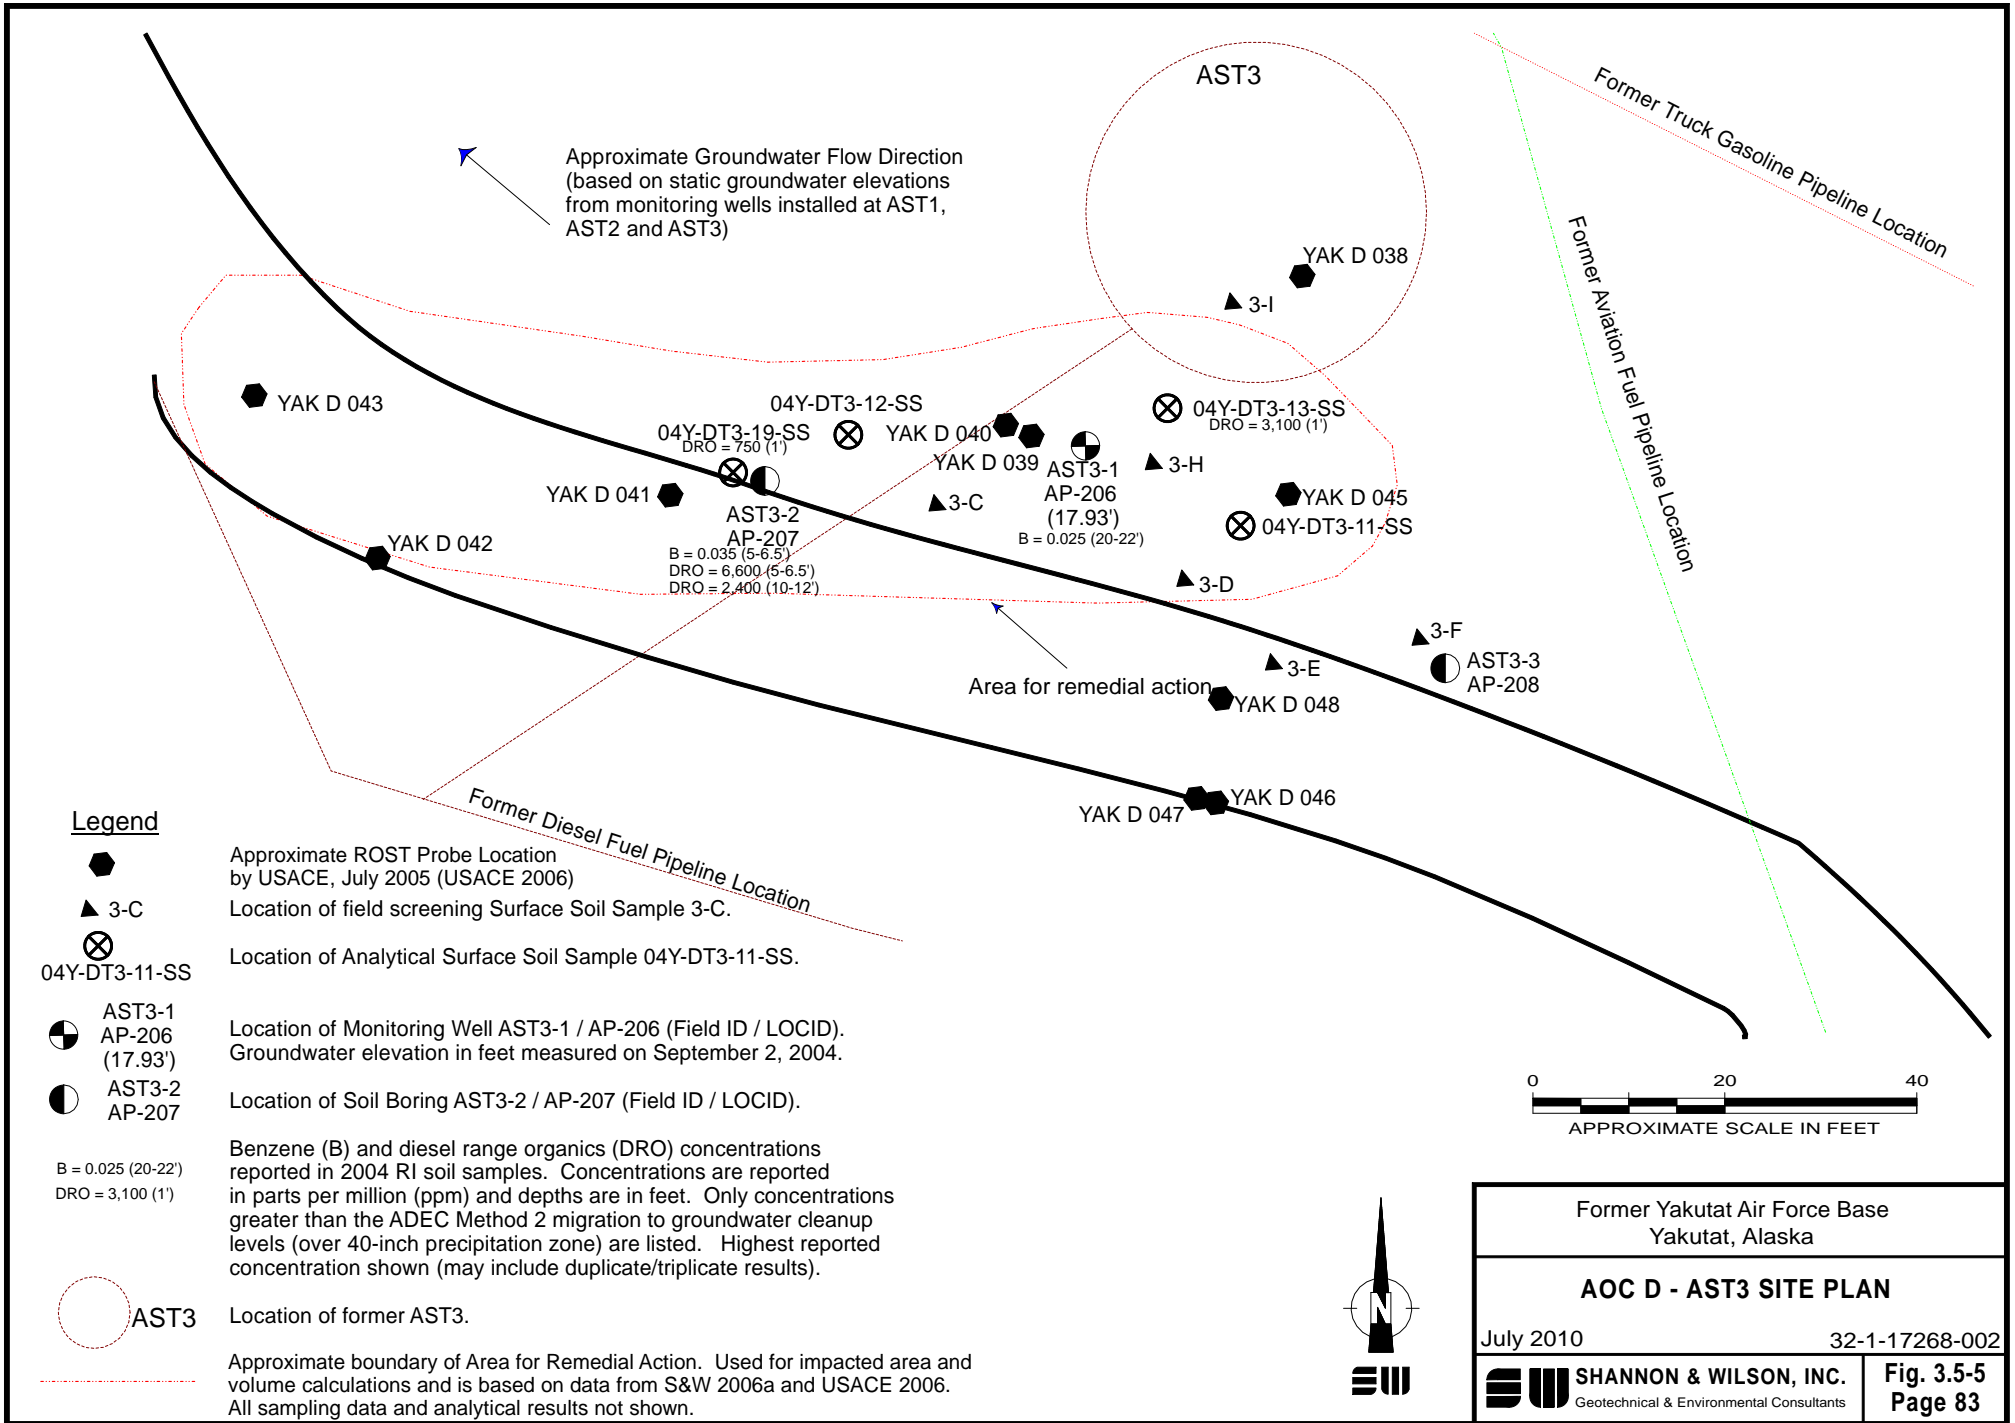 AST3
Former Truck Gasoline Pipeline Location
Approximate Groundwater Flow Direction
(based on static groundwater elevations
from monitoring wells installed at AST1,
AST2 and AST3)
Former Aviation Fuel Pipeline Location
YAK D 038
3-I
YAK D 043
04Y-DT3-12-SS
04Y-DT3-13-SS
DRO = 3,100 (1')
04Y-DT3-19-SS
DRO = 750 (1')
YAK D 040
YAK D 039
AST3-1
AP-206
(17.93')
B = 0.025 (20-22')
3-H
YAK D 041
3-C
YAK D 045
04Y-DT3-11-SS
AST3-2
AP-207
B = 0.035 (5-6.5')
DRO = 6,600 (5-6.5')
DRO = 2,400 (10-12')
YAK D 042
3-D
3-F
AST3-3
AP-208
3-E
Area for remedial action
YAK D 048
YAK D 046
YAK D 047
Former Diesel Fuel Pipeline Location
Legend
Approximate ROST Probe Location
by USACE, July 2005 (USACE 2006)
3-C
Location of field screening Surface Soil Sample 3-C.
04Y-DT3-11-SS
Location of Analytical Surface Soil Sample 04Y-DT3-11-SS.
AST3-1
AP-206
(17.93')
Location of Monitoring Well AST3-1 / AP-206 (Field ID / LOCID).
Groundwater elevation in feet measured on September 2, 2004.
AST3-2
AP-207
Location of Soil Boring AST3-2 / AP-207 (Field ID / LOCID).
B = 0.025 (20-22')
DRO = 3,100 (1')
Benzene (B) and diesel range organics (DRO) concentrations
reported in 2004 RI soil samples. Concentrations are reported
in parts per million (ppm) and depths are in feet. Only concentrations
greater than the ADEC Method 2 migration to groundwater cleanup
levels (over 40-inch precipitation zone) are listed. Highest reported
concentration shown (may include duplicate/triplicate results).
AST3
Location of former AST3.
Approximate boundary of Area for Remedial Action. Used for impacted area and
volume calculations and is based on data from S&W 2006a and USACE 2006.
All sampling data and analytical results not shown.
0 20 40
APPROXIMATE SCALE IN FEET
N
SW
Former Yakutat Air Force Base
Yakutat, Alaska
AOC D - AST3 SITE PLAN
July 2010 32-1-17268-002
SW
SHANNON & WILSON, INC.
Geotechnical & Environmental Consultants
Fig. 3.5-5
Page 83